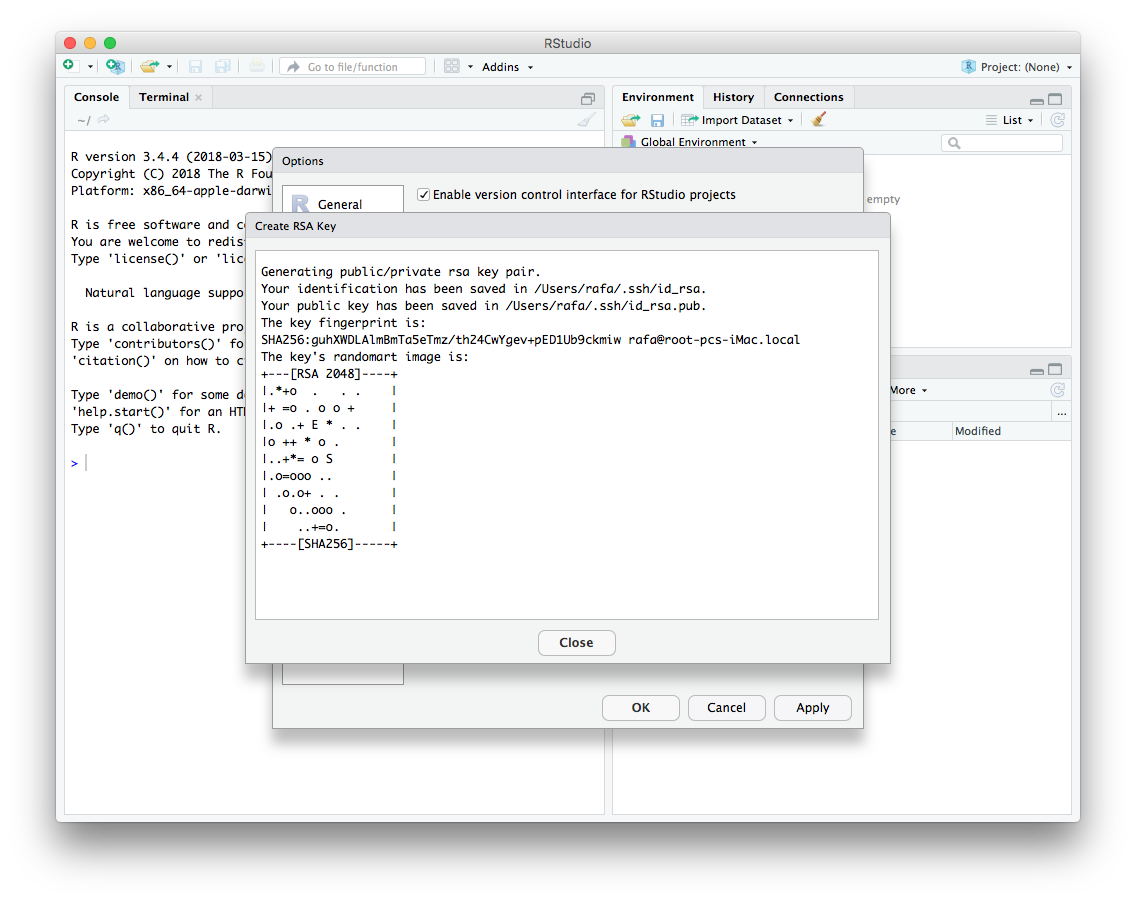 RStudio
Go to file/function
Addins
Project: (None)
Console
Terminal
Environment
History
Connections
~/
Import Dataset
List
Global Environment
R version 3.4.4 (2018-03-15)
Copyright (C) 2018 The R Fou
Platform: x86_64-apple-darwi
R is free software and c
You are welcome to redis
Type 'license()' or 'lic
Natural language suppo
R is a collaborative pro
Type 'contributors()' fo
'citation()' on how to c
Type 'demo()' for some d
'help.start()' for an HT
Type 'q()' to quit R.
>
empty
More
...
e
Modified
Options
R General
Enable version control interface for RStudio projects
Create RSA Key
Generating public/private rsa key pair.
Your identification has been saved in /Users/rafa/.ssh/id_rsa.
Your public key has been saved in /Users/rafa/.ssh/id_rsa.pub.
The key fingerprint is:
SHA256:guhXWDLAlmBmTa5eTmz/th24CwYgev+pED1Ub9ckmiw rafa@root-pcs-iMac.local
The key's randomart image is:
+---[RSA 2048]----+
|.*+o  .   . .    |
|+ =o . o o +     |
|.o .+ E * . .    |
|o ++ * o .       |
|..+*= o S        |
|.o=ooo ..        |
| .o.o+ . .       |
|   o..ooo .      |
|    ..+=o.       |
+----[SHA256]-----+
Close
OK
Cancel
Apply